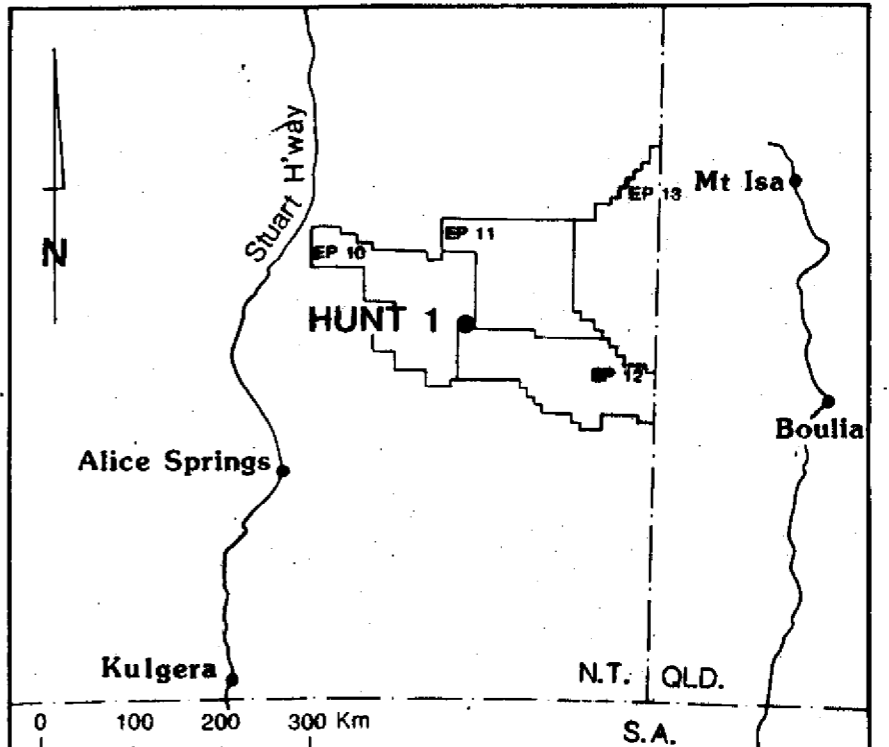 Stuart H'way
N
EP 10
EP 11
EP 13
Mt Isa
HUNT 1
EP 12
Boulia
Alice Springs
Kulgera
N.T. QLD.
0 100 200 300 Km
S.A.